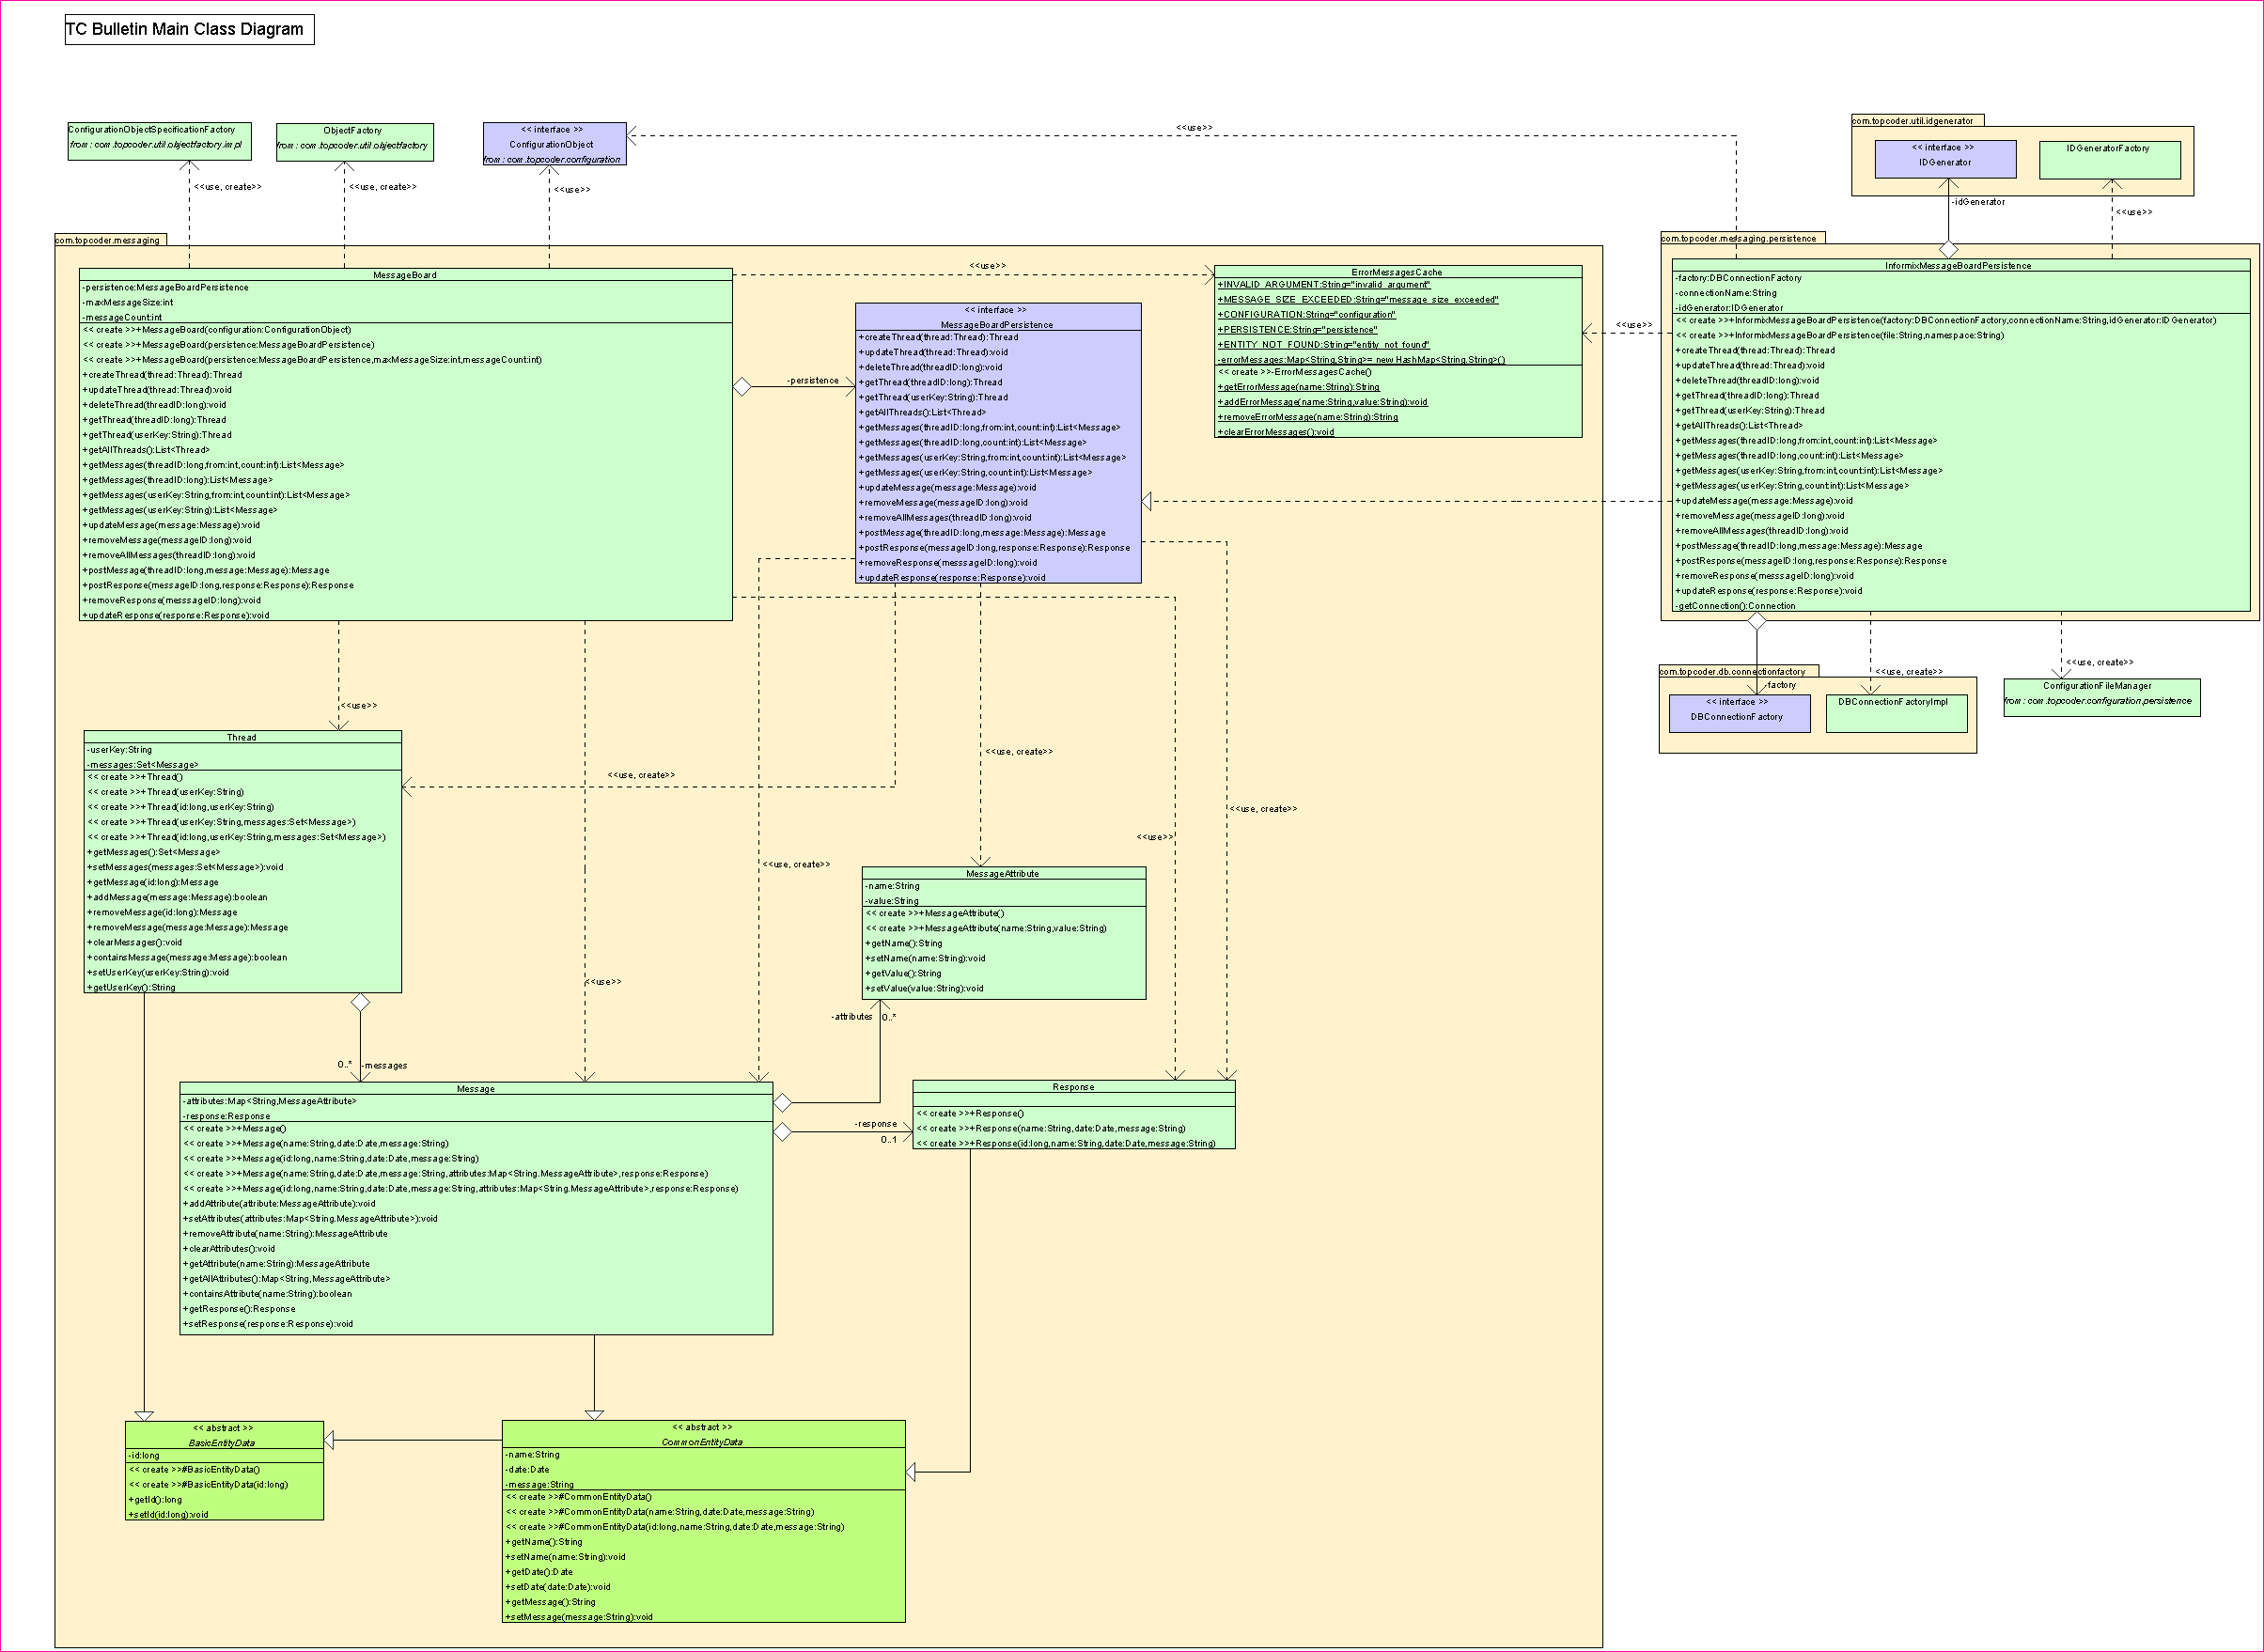 TC Bulletin Main Class Diagram
ConfigurationObjectSpecificationFactory
from : com.topcoder.util.objectfactory.impl
ObjectFactory
from : com.topcoder.util.objectfactory
<< interface >>
ConfigurationObject
from : com.topcoder.configuration
<<use>>
com.topcoder.util.idgenerator
<< interface >>
IDGenerator
IDGeneratorFactory
<<use, create>>
<<use, create>>
<<use>>
-idGenerator
<<use>>
com.topcoder.messaging
MessageBoard
-persistence:MessageBoardPersistence
-maxMessageSize:int
-messageCount:int
<< create >>+MessageBoard(configuration:ConfigurationObject)
<< create >>+MessageBoard(persistence:MessageBoardPersistence)
<< create >>+MessageBoard(persistence:MessageBoardPersistence,maxMessageSize:int,messageCount:int)
+createThread(thread:Thread):Thread
+updateThread(thread:Thread):void
+deleteThread(threadID:long):void
+getThread(threadID:long):Thread
+getThread(userKey:String):Thread
+getAllThreads():List<Thread>
+getMessages(threadID:long,from:int,count:int):List<Message>
+getMessages(threadID:long):List<Message>
+getMessages(userKey:String,from:int,count:int):List<Message>
+getMessages(userKey:String):List<Message>
+updateMessage(message:Message):void
+removeMessage(messageID:long):void
+removeAllMessages(threadID:long):void
+postMessage(threadID:long,message:Message):Message
+postResponse(messageID:long,response:Response):Response
+removeResponse(messsageID:long):void
+updateResponse(response:Response):void
<<use>>
-persistence
<< interface >>
MessageBoardPersistence
+createThread(thread:Thread):Thread
+updateThread(thread:Thread):void
+deleteThread(threadID:long):void
+getThread(threadID:long):Thread
+getThread(userKey:String):Thread
+getAllThreads():List<Thread>
+getMessages(threadID:long,from:int,count:int):List<Message>
+getMessages(threadID:long,count:int):List<Message>
+getMessages(userKey:String,from:int,count:int):List<Message>
+getMessages(userKey:String,count:int):List<Message>
+updateMessage(message:Message):void
+removeMessage(messageID:long):void
+removeAllMessages(threadID:long):void
+postMessage(threadID:long,message:Message):Message
+postResponse(messageID:long,response:Response):Response
+removeResponse(messsageID:long):void
+updateResponse(response:Response):void
ErrorMessagesCache
+INVALID_ARGUMENT:String="invalid_argument"
+MESSAGE_SIZE_EXCEEDED:String="message_size_exceeded"
+CONFIGURATION:String="configuration"
+PERSISTENCE:String="persistence"
+ENTITY_NOT_FOUND:String="entity_not_found"
-errorMessages:Map<String,String>= new HashMap<String,String>()
<< create >>-ErrorMessagesCache()
+getErrorMessage(name:String):String
+addErrorMessage(name:String,value:String):void
+removeErrorMessage(name:String):String
+clearErrorMessages():void
<<use>>
com.topcoder.messaging.persistence
InformixMessageBoardPersistence
-factory:DBConnectionFactory
-connectionName:String
-idGenerator:IDGenerator
<< create >>+InformixMessageBoardPersistence(factory:DBConnectionFactory,connectionName:String,idGenerator:IDGenerator)
<< create >>+InformixMessageBoardPersistence(file:String,namespace:String)
+createThread(thread:Thread):Thread
+updateThread(thread:Thread):void
+deleteThread(threadID:long):void
+getThread(threadID:long):Thread
+getThread(userKey:String):Thread
+getAllThreads():List<Thread>
+getMessages(threadID:long,from:int,count:int):List<Message>
+getMessages(threadID:long,count:int):List<Message>
+getMessages(userKey:String,from:int,count:int):List<Message>
+getMessages(userKey:String,count:int):List<Message>
+updateMessage(message:Message):void
+removeMessage(messageID:long):void
+removeAllMessages(threadID:long):void
+postMessage(threadID:long,message:Message):Message
+postResponse(messageID:long,response:Response):Response
+removeResponse(messsageID:long):void
+updateResponse(response:Response):void
-getConnection():Connection
com.topcoder.db.connectionfactory
-factory
<< interface >>
DBConnectionFactory
<<use, create>>
DBConnectionFactoryImpl
<<use, create>>
ConfigurationFileManager
from : com.topcoder.configuration.persistence
<<use>>
Thread
-userKey:String
-messages:Set<Message>
<< create >>+Thread()
<< create >>+Thread(userKey:String)
<< create >>+Thread(id:long,userKey:String)
<< create >>+Thread(userKey:String,messages:Set<Message>)
<< create >>+Thread(id:long,userKey:String,messages:Set<Message>)
+getMessages():Set<Message>
+setMessages(messages:Set<Message>):void
+getMessage(id:long):Message
+addMessage(message:Message):boolean
+removeMessage(id:long):Message
+removeMessage(message:Message):Message
+clearMessages():void
+containsMessage(message:Message):boolean
+setUserKey(userKey:String):void
+getUserKey():String
<<use, create>>
<<use, create>>
<<use, create>>
<<use>>
<<use, create>>
<<use>>
MessageAttribute
-name:String
-value:String
<< create >>+MessageAttribute()
<< create >>+MessageAttribute(name:String,value:String)
+getName():String
+setName(name:String):void
+getValue():String
+setValue(value:String):void
-attributes
0..*
0..*
-messages
Message
-attributes:Map<String,MessageAttribute>
-response:Response
<< create >>+Message()
<< create >>+Message(name:String,date:Date,message:String)
<< create >>+Message(id:long,name:String,date:Date,message:String)
<< create >>+Message(name:String,date:Date,message:String,attributes:Map<String.MessageAttribute>,response:Response)
<< create >>+Message(id:long,name:String,date:Date,message:String,attributes:Map<String.MessageAttribute>,response:Response)
+addAttribute(attribute:MessageAttribute):void
+setAttributes(attributes:Map<String.MessageAttribute>):void
+removeAttribute(name:String):MessageAttribute
+clearAttributes():void
+getAttribute(name:String):MessageAttribute
+getAllAttributes():Map<String,MessageAttribute>
+containsAttribute(name:String):boolean
+getResponse():Response
+setResponse(response:Response):void
-response
0..1
Response
<< create >>+Response()
<< create >>+Response(name:String,date:Date,message:String)
<< create >>+Response(id:long,name:String,date:Date,message:String)
<< abstract >>
BasicEntityData
-id:long
<< create >>#BasicEntityData()
<< create >>#BasicEntityData(id:long)
+getId():long
+setId(id:long):void
<< abstract >>
CommonEntityData
-name:String
-date:Date
-message:String
<< create >>#CommonEntityData()
<< create >>#CommonEntityData(name:String,date:Date,message:String)
<< create >>#CommonEntityData(id:long,name:String,date:Date,message:String)
+getName():String
+setName(name:String):void
+getDate():Date
+setDate(date:Date):void
+getMessage():String
+setMessage(message:String):void